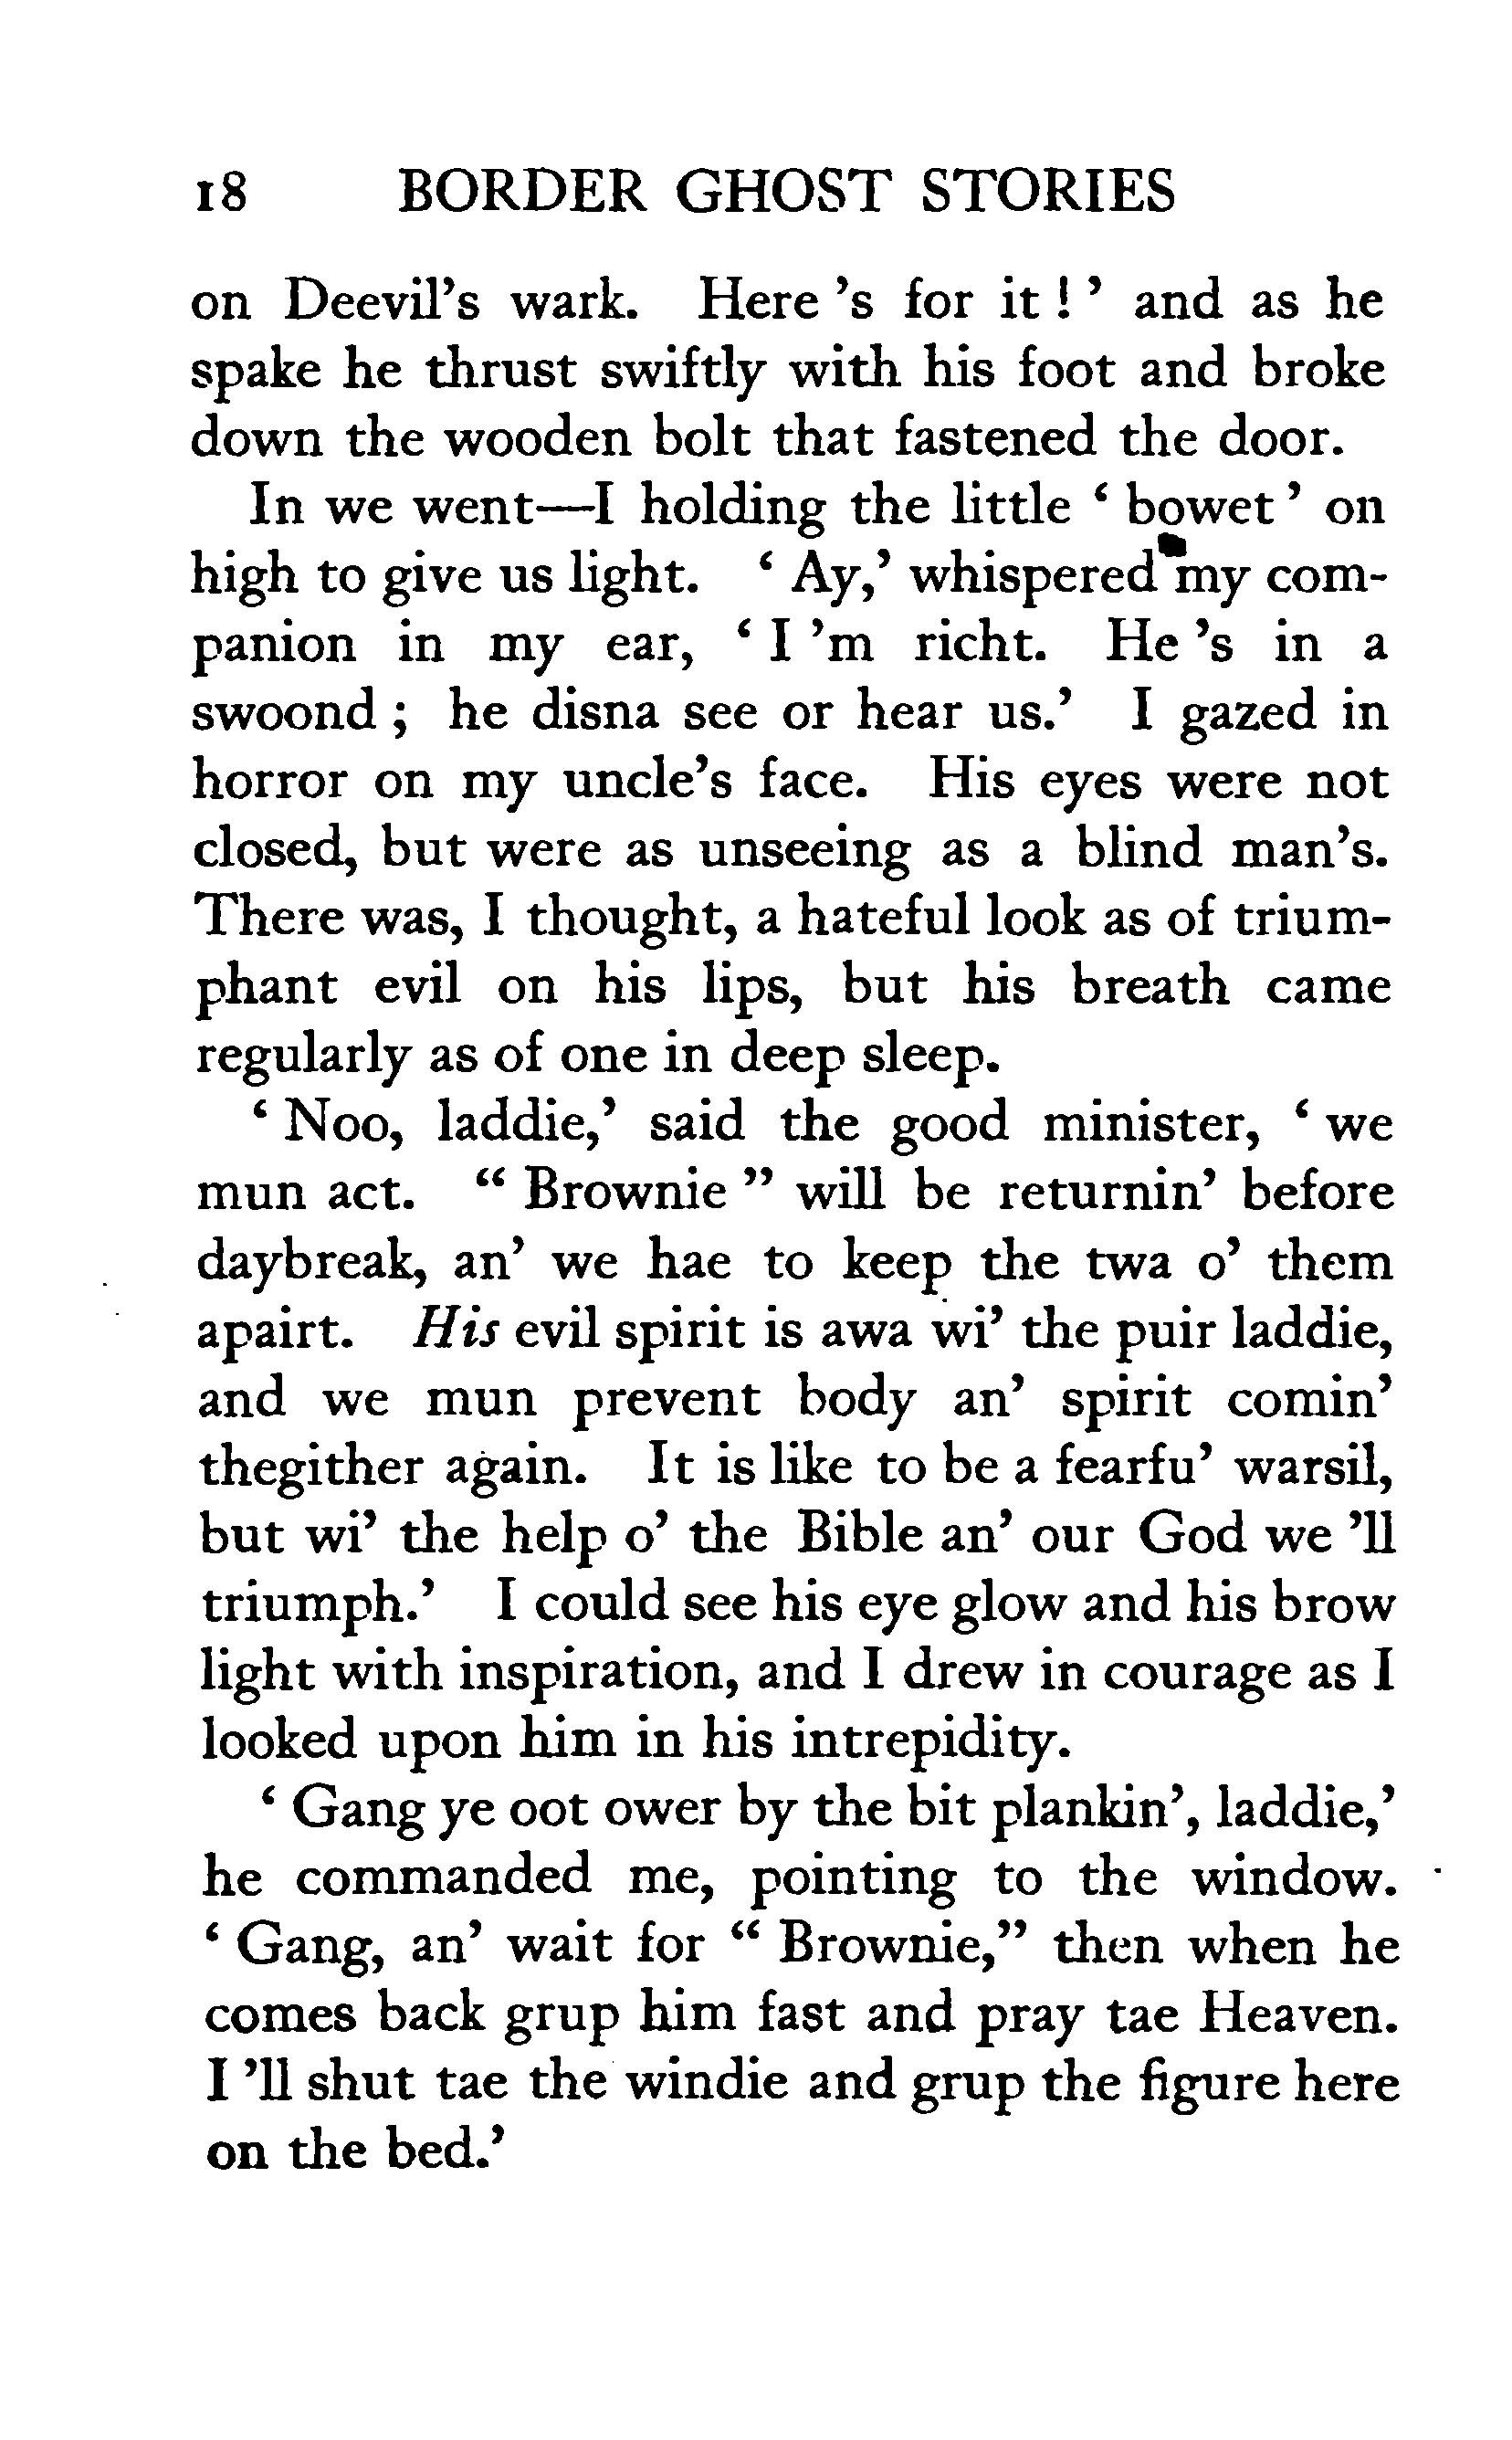 18 BORDER GHOST STORIES
on Deevil's wark. Here 's for it ! ' and as he
spake he thrust swiftly with his foot and broke
down the wooden bolt that fastened the door.
In we went—I holding the little ‘ bowet ’ on
high to give us light. ‘ Ay,’ whispered my com-
panion in my ear, ‘ I ’m richt. He ’s in a
swoond ; he disna see or hear us.’ I gazed in
horror on my uncle’s face. His eyes were not
closed, but were as unseeing as a blind man’s.
There was, I thought, a hateful look as of trium-
phant evil on his lips, but his breath came
regularly as of one in deep sleep.
‘ Noo, laddie,’ said the good minister, ‘ we
mun act. “ Brownie ” will be returnin’ before
daybreak, an’ we hae to keep the twa o’ them
apairt. His evil spirit is awa wi’ the puir laddie,
and we mun prevent body an’ spirit comin’
thegither again. It is like to be a fearfu’ warsil,
but wi’ the help o’ the Bible an’ our God we ’ll
triumph.’ I could see his eye glow and his brow
light with inspiration, and I drew in courage as I
looked upon him in his intrepidity.
‘ Gang ye oot ower by the bit plankin’, laddie,’
he commanded me, pointing to the window.
‘ Gang, an’ wait for “ Brownie,” then when he
comes back grup him fast and pray tae Heaven.
I ’ll shut tae the windie and grup the figure here
on the bed.’